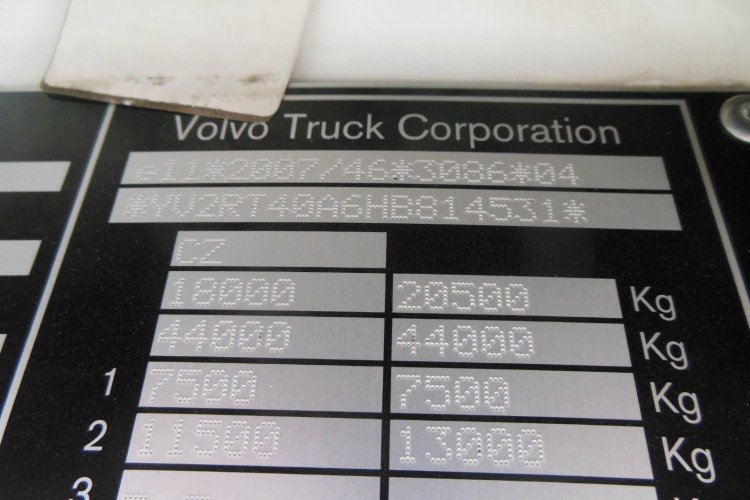 Volvo Truck Corporation
e11*2007/46*3086*04
*YV2RT40A6HB814531*
CZ
18000 20500 Kg
44000 44000 Kg
1 7500 7500 Kg
2 11500 13000 Kg
3